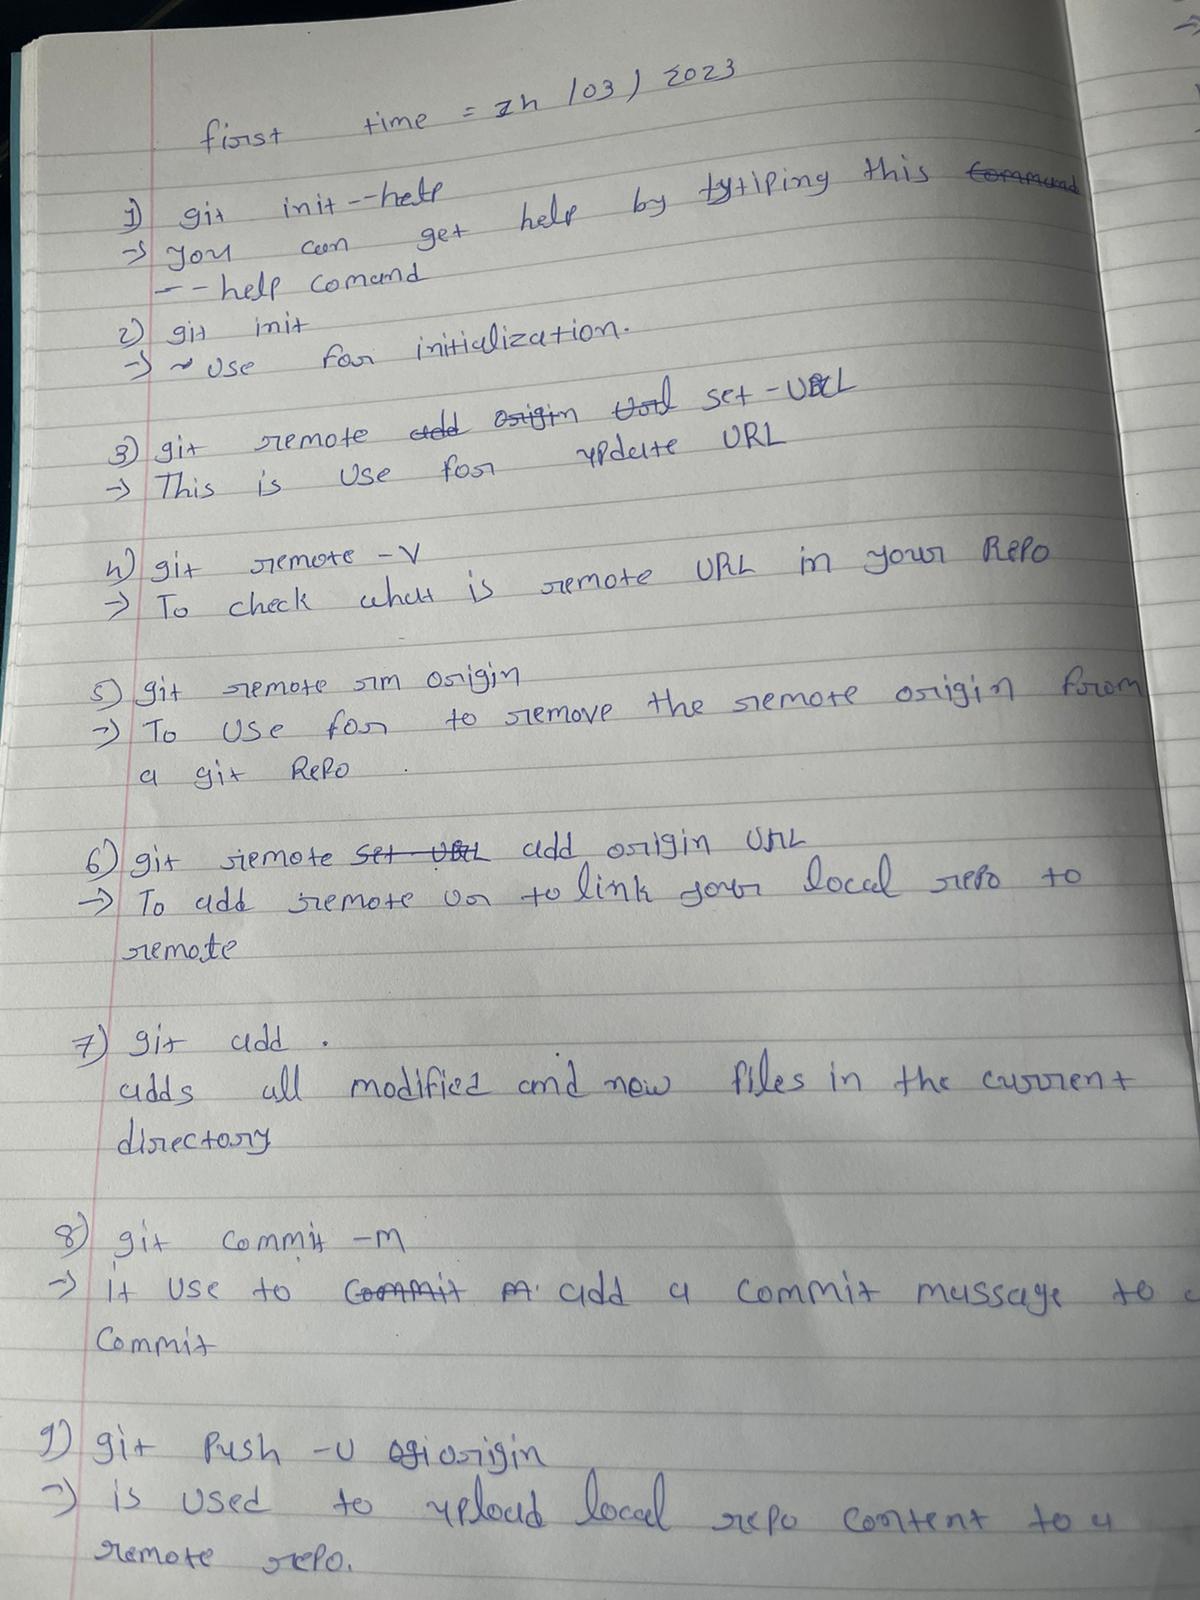 first time = 24/03/2023
1) git init --help
→ you can get help by tytiping this command
--help comand
2) git init
→ ~ use for initialization.
3) git remote add origin Url set-URL
→ This is use for update URL
4) git remote -v
→ To check what is remote URL in your Repo
5) git remote rm origin
→ To use for to remove the remote origin from
a git Repo
6) git remote set-URL add origin URL
→ To add remote or to link your local repo to
remote
7) git add .
adds all modified and new files in the current
directory
8) git commit -m
→ it use to commit m. add a commit massage to
commit
9) git Push -u origin
→ is used to upload local repo content to a
remote repo.